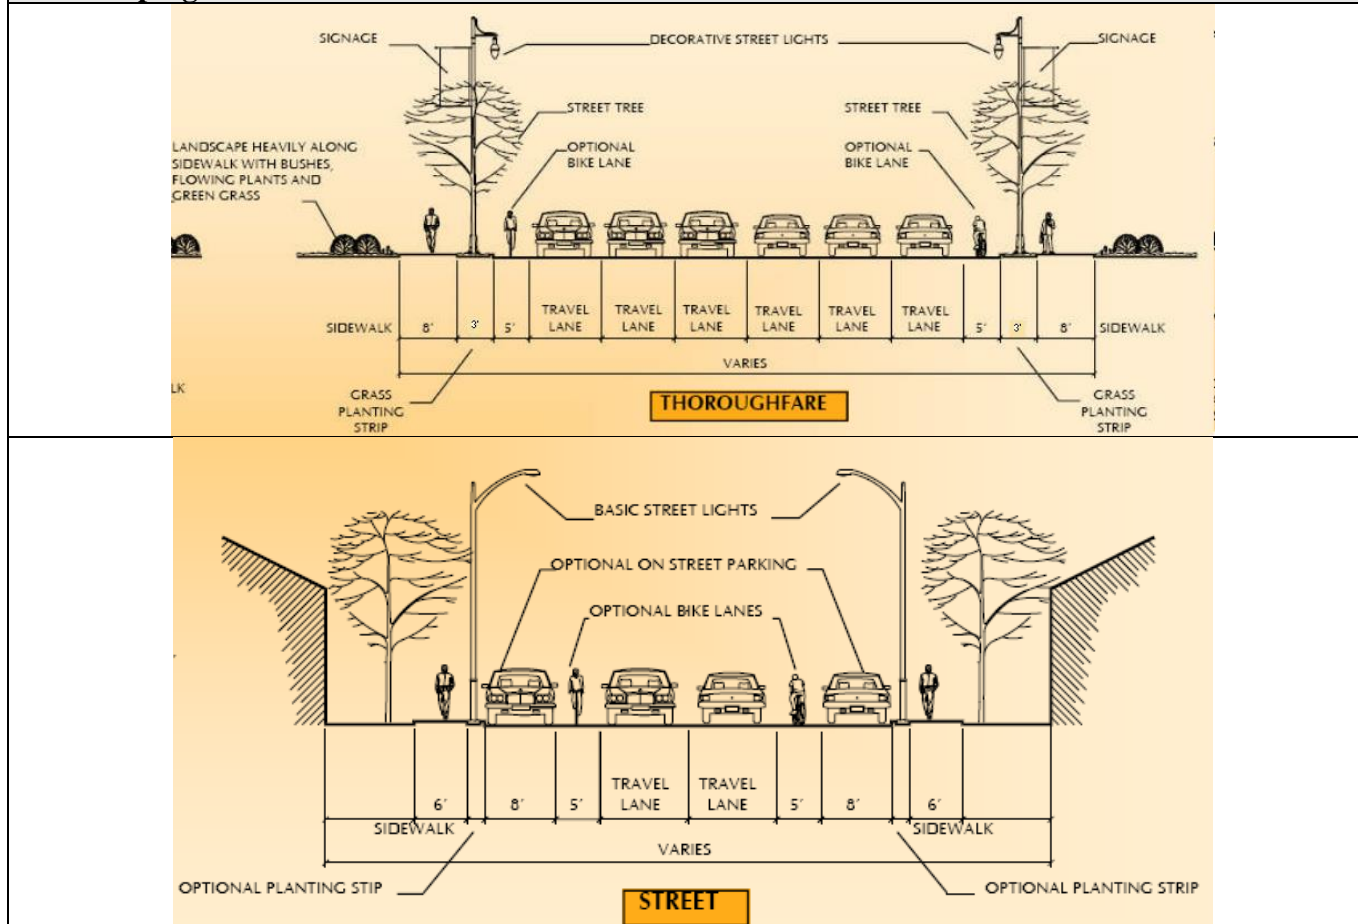 SIGNAGE
DECORATIVE STREET LIGHTS
SIGNAGE
STREET TREE
STREET TREE
LANDSCAPE HEAVILY ALONG
SIDEWALK WITH BUSHES,
FLOWING PLANTS AND
GREEN GRASS
OPTIONAL
BIKE LANE
OPTIONAL
BIKE LANE
SIDEWALK 8' 3' 5' TRAVEL LANE TRAVEL LANE TRAVEL LANE TRAVEL LANE TRAVEL LANE TRAVEL LANE 5' 3' 8' SIDEWALK
VARIES
LK
GRASS
PLANTING
STRIP
THOROUGHFARE
GRASS
PLANTING
STRIP
BASIC STREET LIGHTS
OPTIONAL ON STREET PARKING
OPTIONAL BIKE LANES
6' 8' 5' TRAVEL LANE TRAVEL LANE 5' 8' 6'
SIDEWALK SIDEWALK
VARIES
OPTIONAL PLANTING STIP
OPTIONAL PLANTING STRIP
STREET